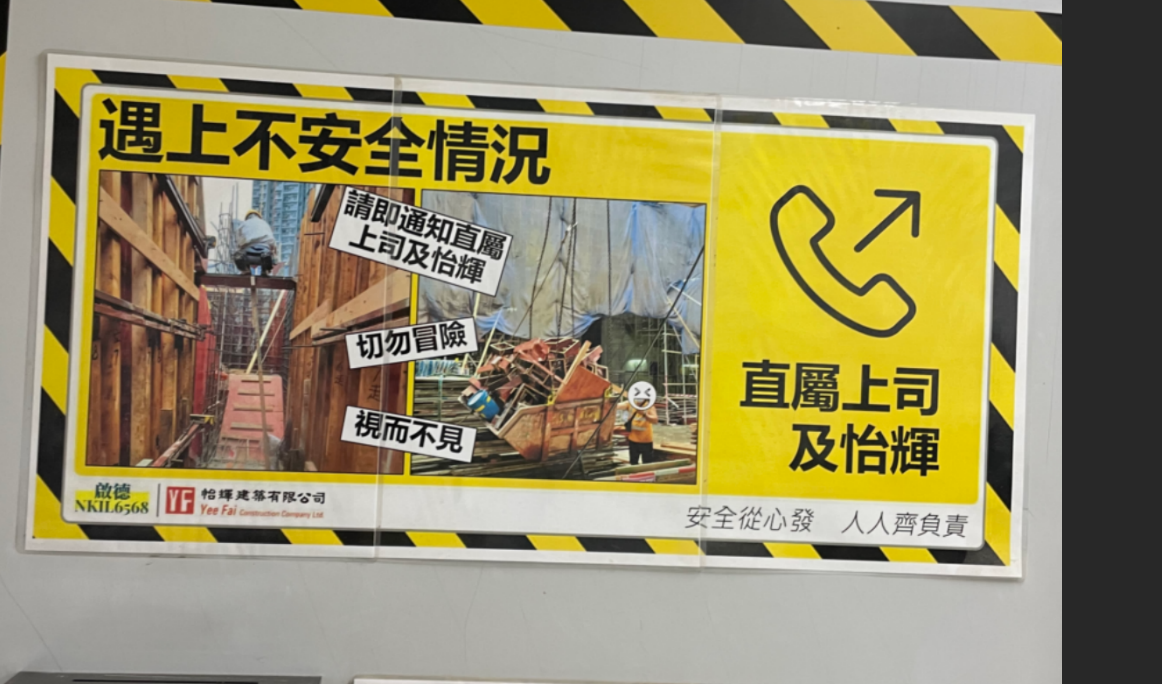 遇上不安全情況
請即通知直屬
上司及怡輝
切勿冒險
視而不見
直屬上司
及怡輝
啟德
NKIL6568
YF
怡輝建築有限公司
Yee Fai Construction Company Ltd.
安全從心發 人人齊負責